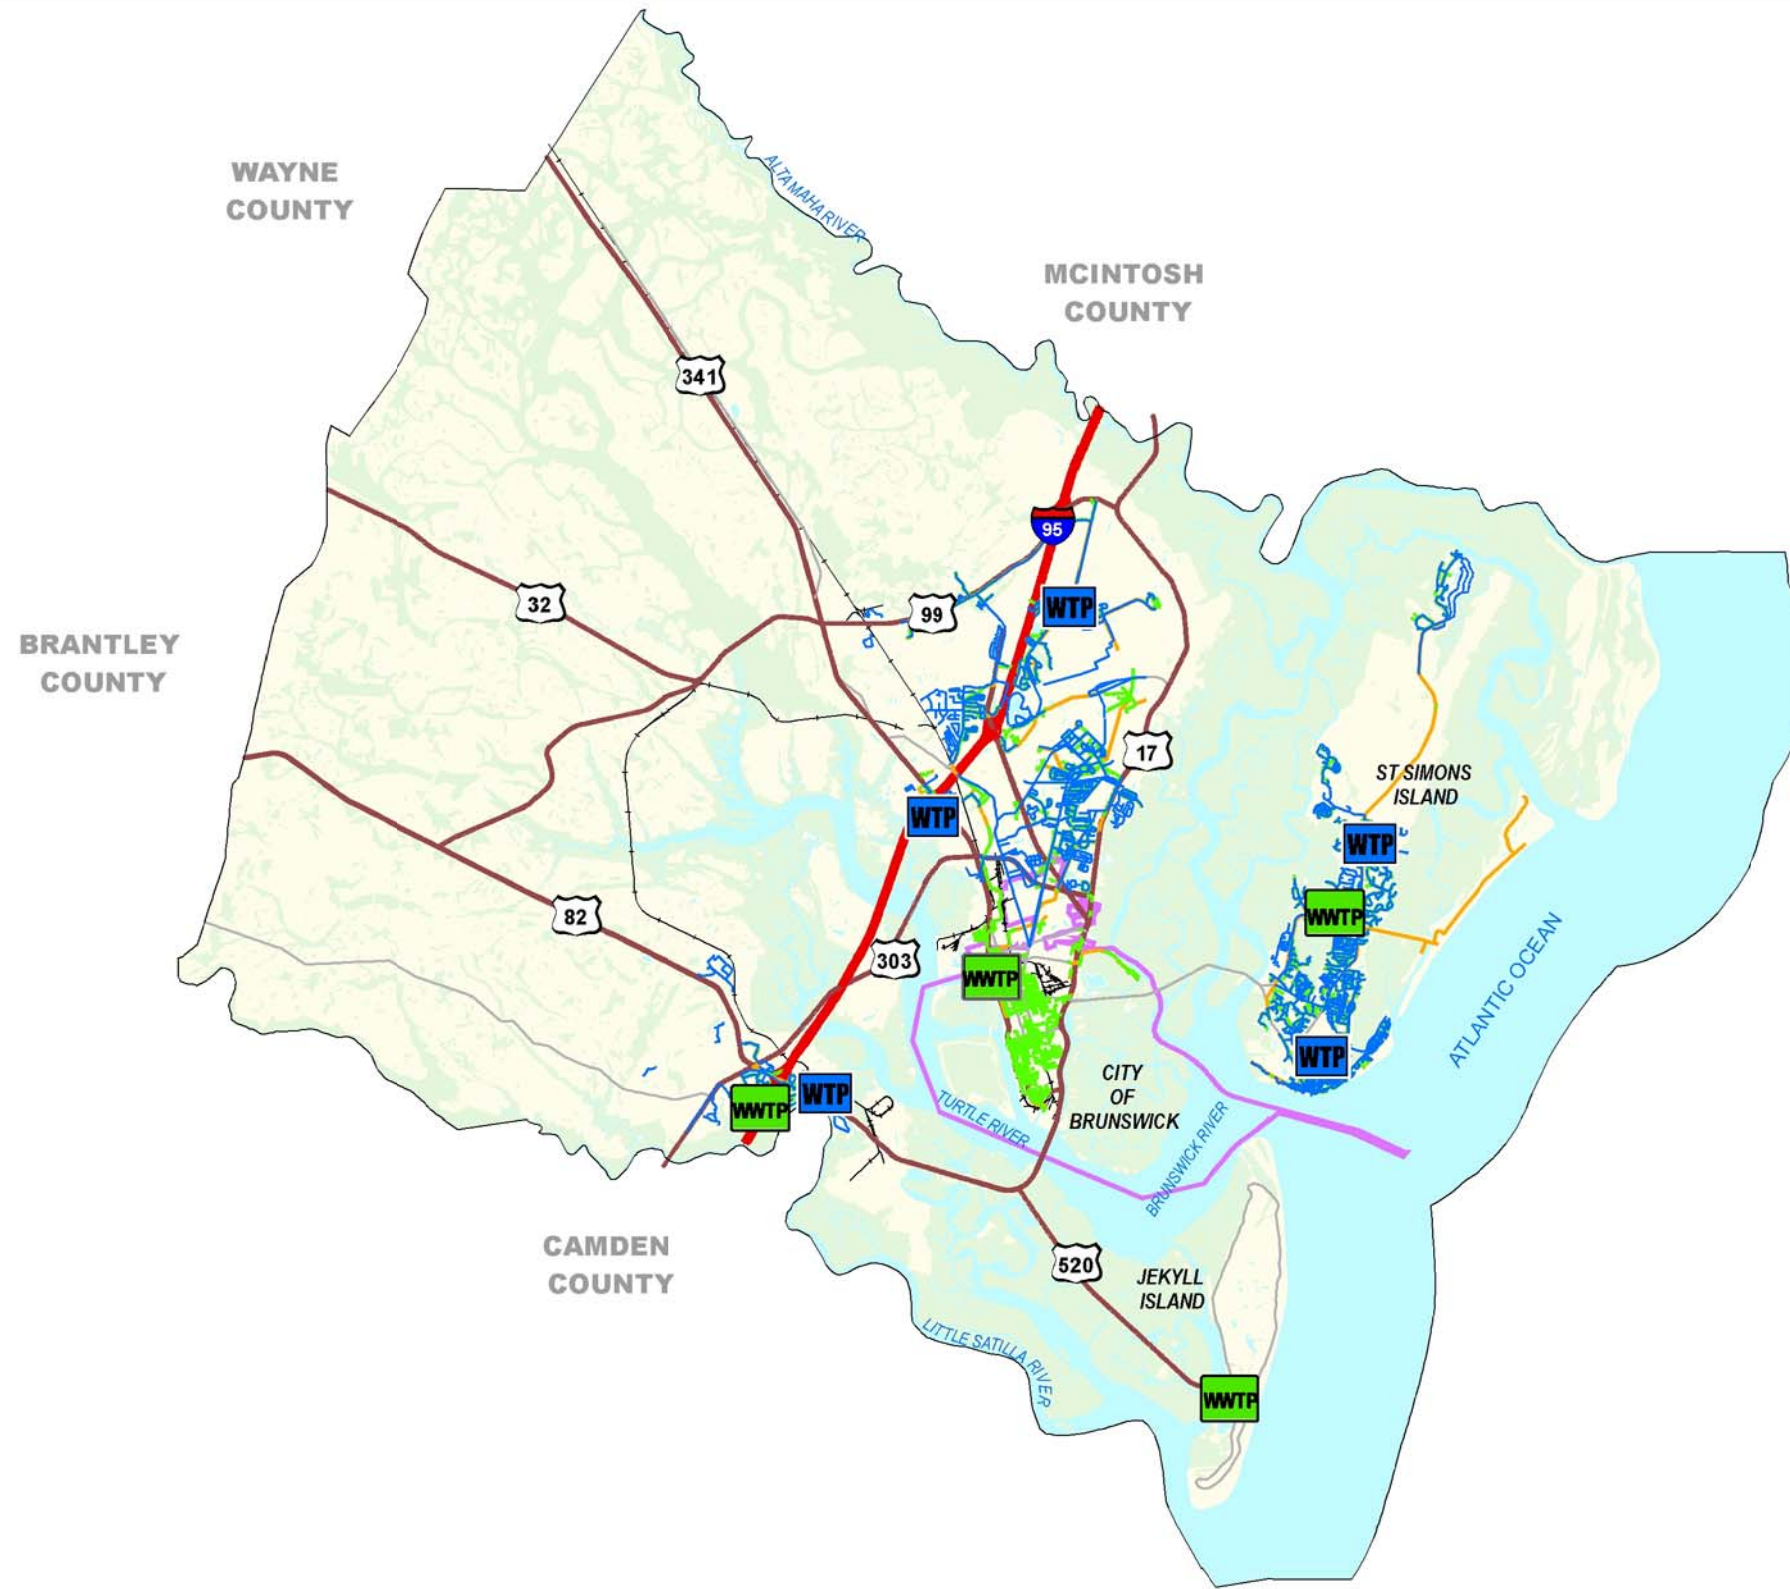 WAYNE
COUNTY
ALTAMAHA RIVER
MCINTOSH
COUNTY
341
95
32
99
WTP
BRANTLEY
COUNTY
17
ST SIMONS
ISLAND
WTP
WTP
82
WWTP
303
WWTP
ATLANTIC OCEAN
WTP
CITY
OF
BRUNSWICK
WWTP
WTP
TURTLE RIVER
BRUNSWICK RIVER
CAMDEN
COUNTY
520
JEKYLL
ISLAND
LITTLE SATILLA RIVER
WWTP